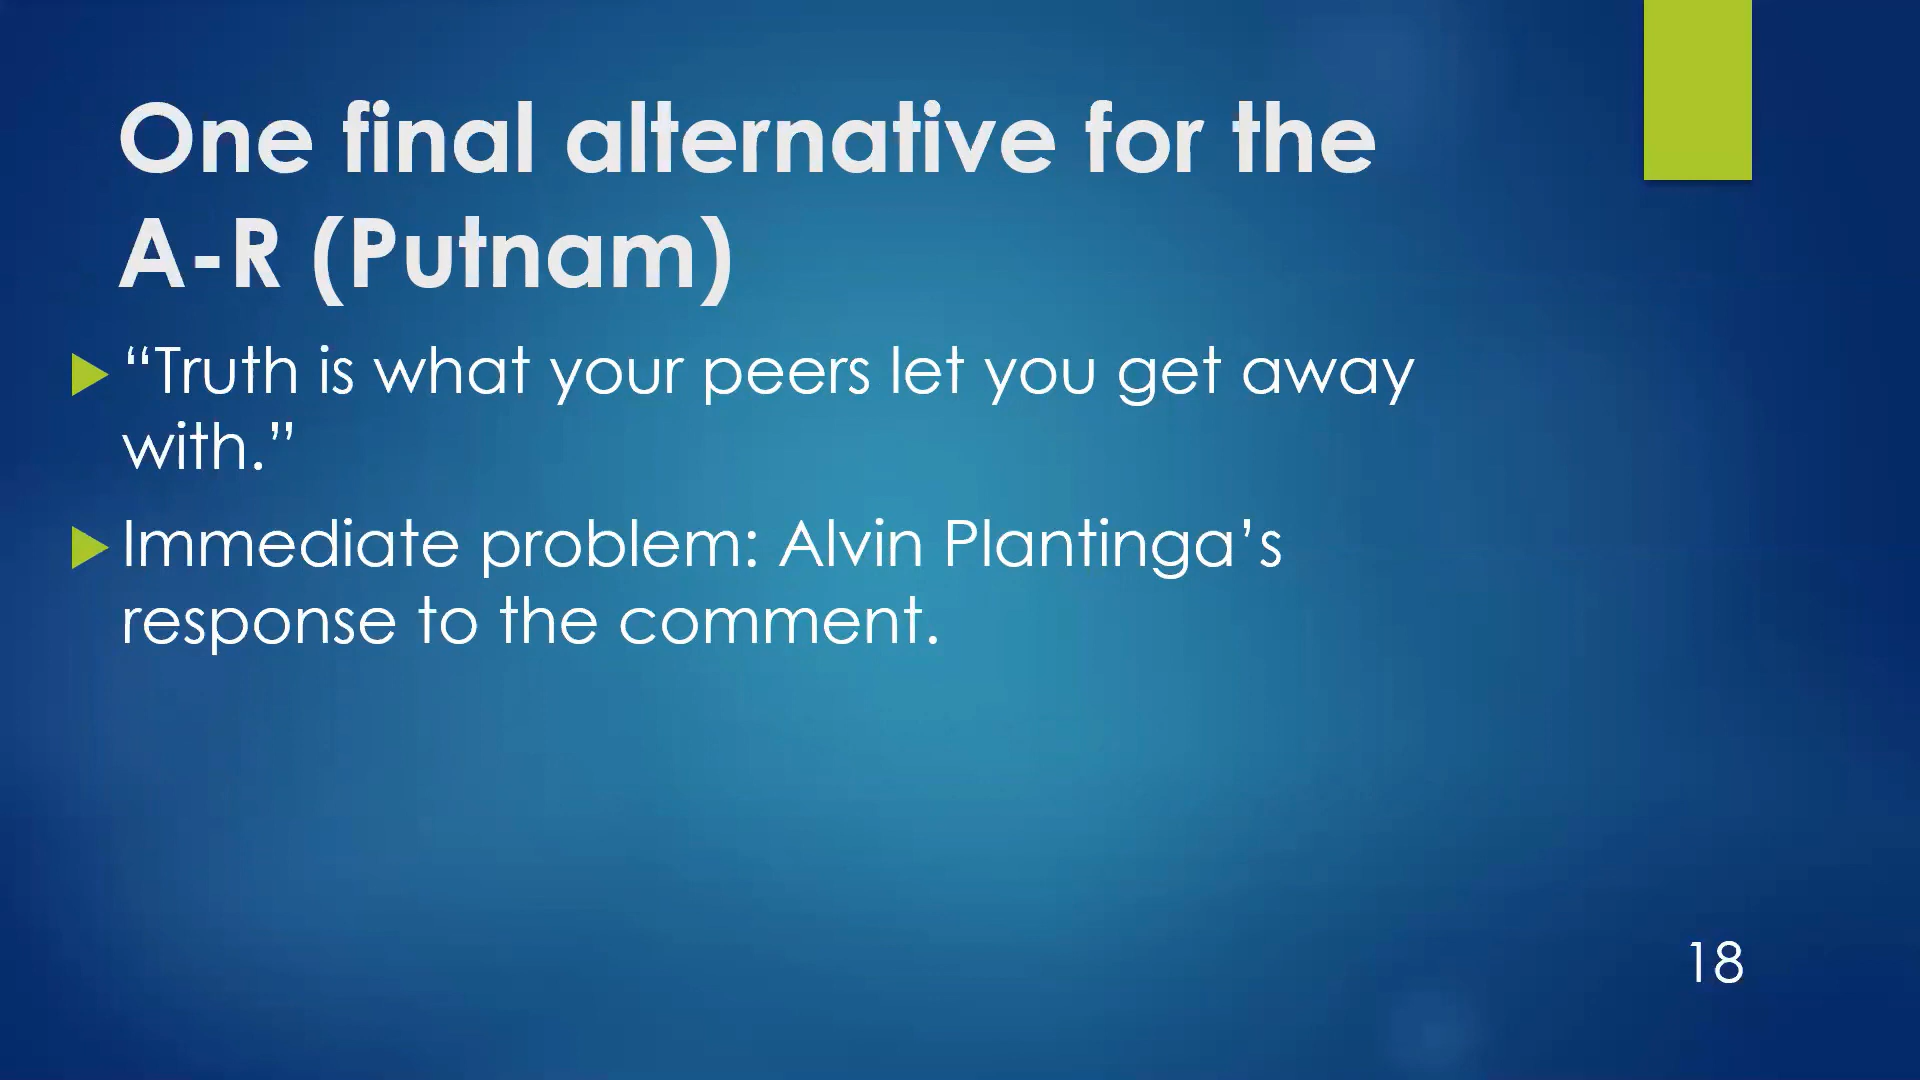 One final alternative for the
A-R (Putnam)
“Truth is what your peers let you get away
with.”
Immediate problem: Alvin Plantinga’s
response to the comment.
18